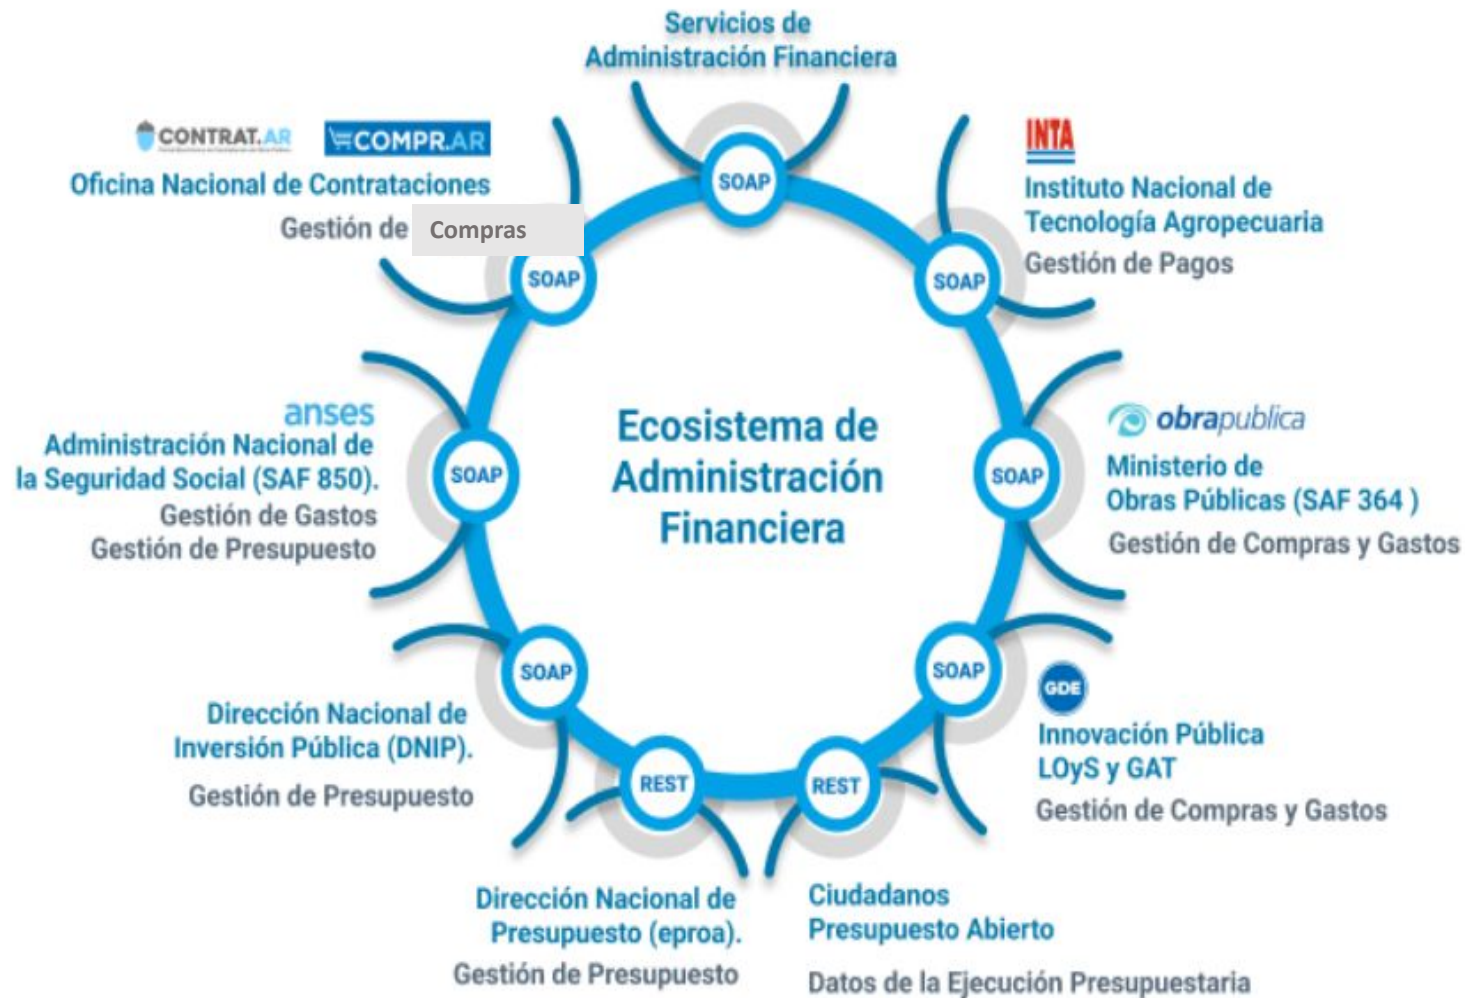 Servicios de
Administración Financiera
CONTRAT.AR
COMPR.AR
Oficina Nacional de Contrataciones
Gestión de Compras
SOAP
SOAP
INTA
Instituto Nacional de
Tecnología Agropecuaria
Gestión de Pagos
SOAP
anses
Administración Nacional de
la Seguridad Social (SAF 850).
Gestión de Gastos
Gestión de Presupuesto
SOAP
Ecosistema de
Administración
Financiera
SOAP
obrapublica
Ministerio de
Obras Públicas (SAF 364 )
Gestión de Compras y Gastos
SOAP
Dirección Nacional de
Inversión Pública (DNIP).
Gestión de Presupuesto
SOAP
GDE
Innovación Pública
LOyS y GAT
Gestión de Compras y Gastos
REST
Dirección Nacional de
Presupuesto (eproa).
Gestión de Presupuesto
REST
Ciudadanos
Presupuesto Abierto
Datos de la Ejecución Presupuestaria